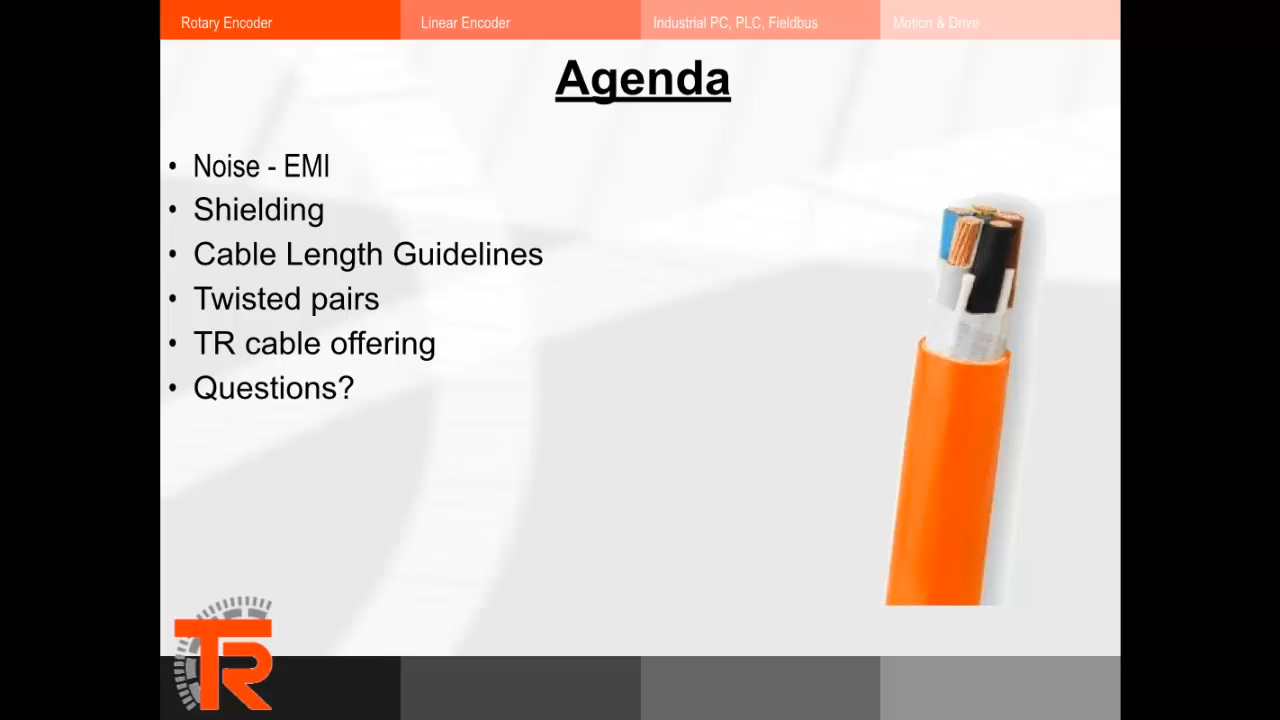 Rotary Encoder
Linear Encoder
Industrial PC, PLC, Fieldbus
Motion & Drive
Agenda
• Noise - EMI
• Shielding
• Cable Length Guidelines
• Twisted pairs
• TR cable offering
• Questions?
TR